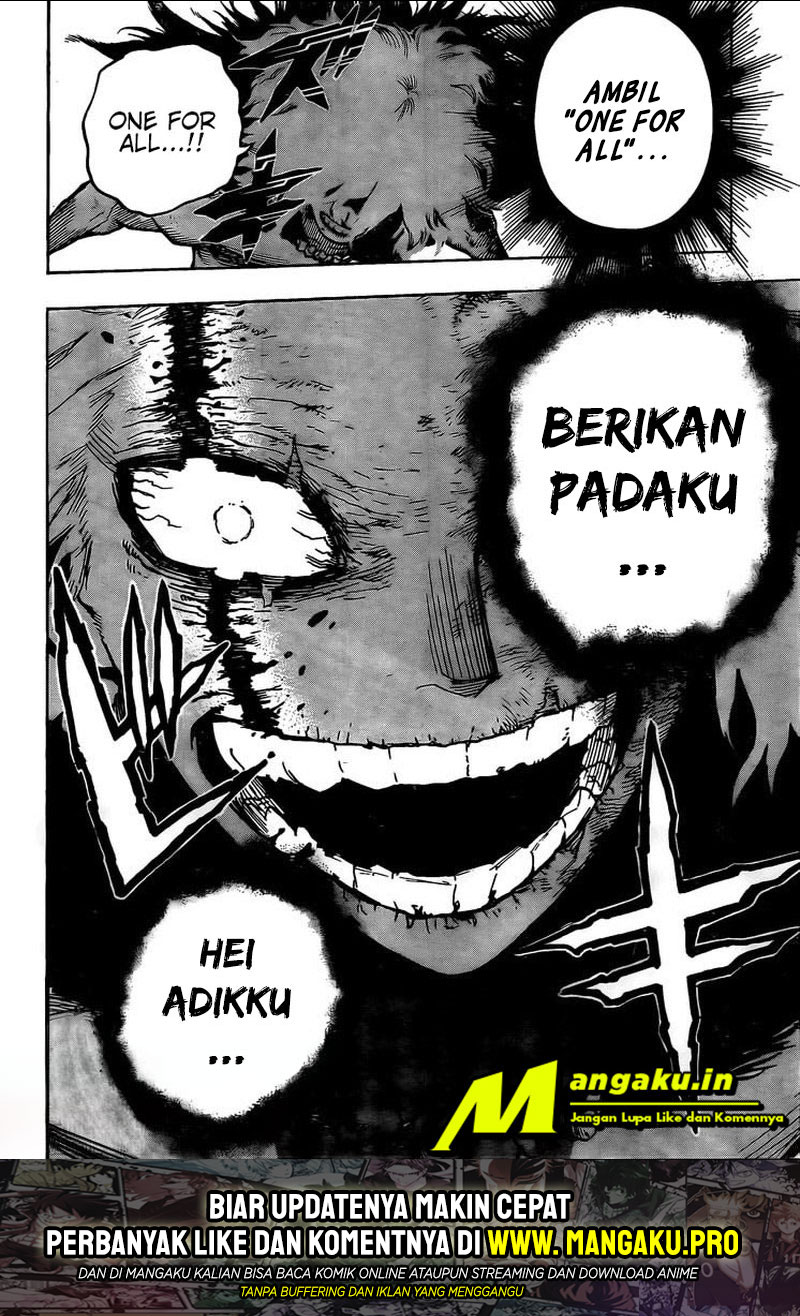 AMBIL
"ONE FOR
ALL"...
ONE FOR
ALL...!!
BERIKAN
PADAKU
...
HEI
ADIKKU
...
Mangaku.in
Jangan Lupa Like dan Komennya
BIAR UPDATENYA MAKIN CEPAT
PERBANYAK LIKE DAN KOMENTNYA DI WWW. MANGAKU.PRO
DAN DI MANGAKU KALIAN BISA BACA KOMIK ONLINE ATAUPUN STREAMING DAN DOWNLOAD ANIME
TANPA BUFFERING DAN IKLAN YANG MENGGANGU